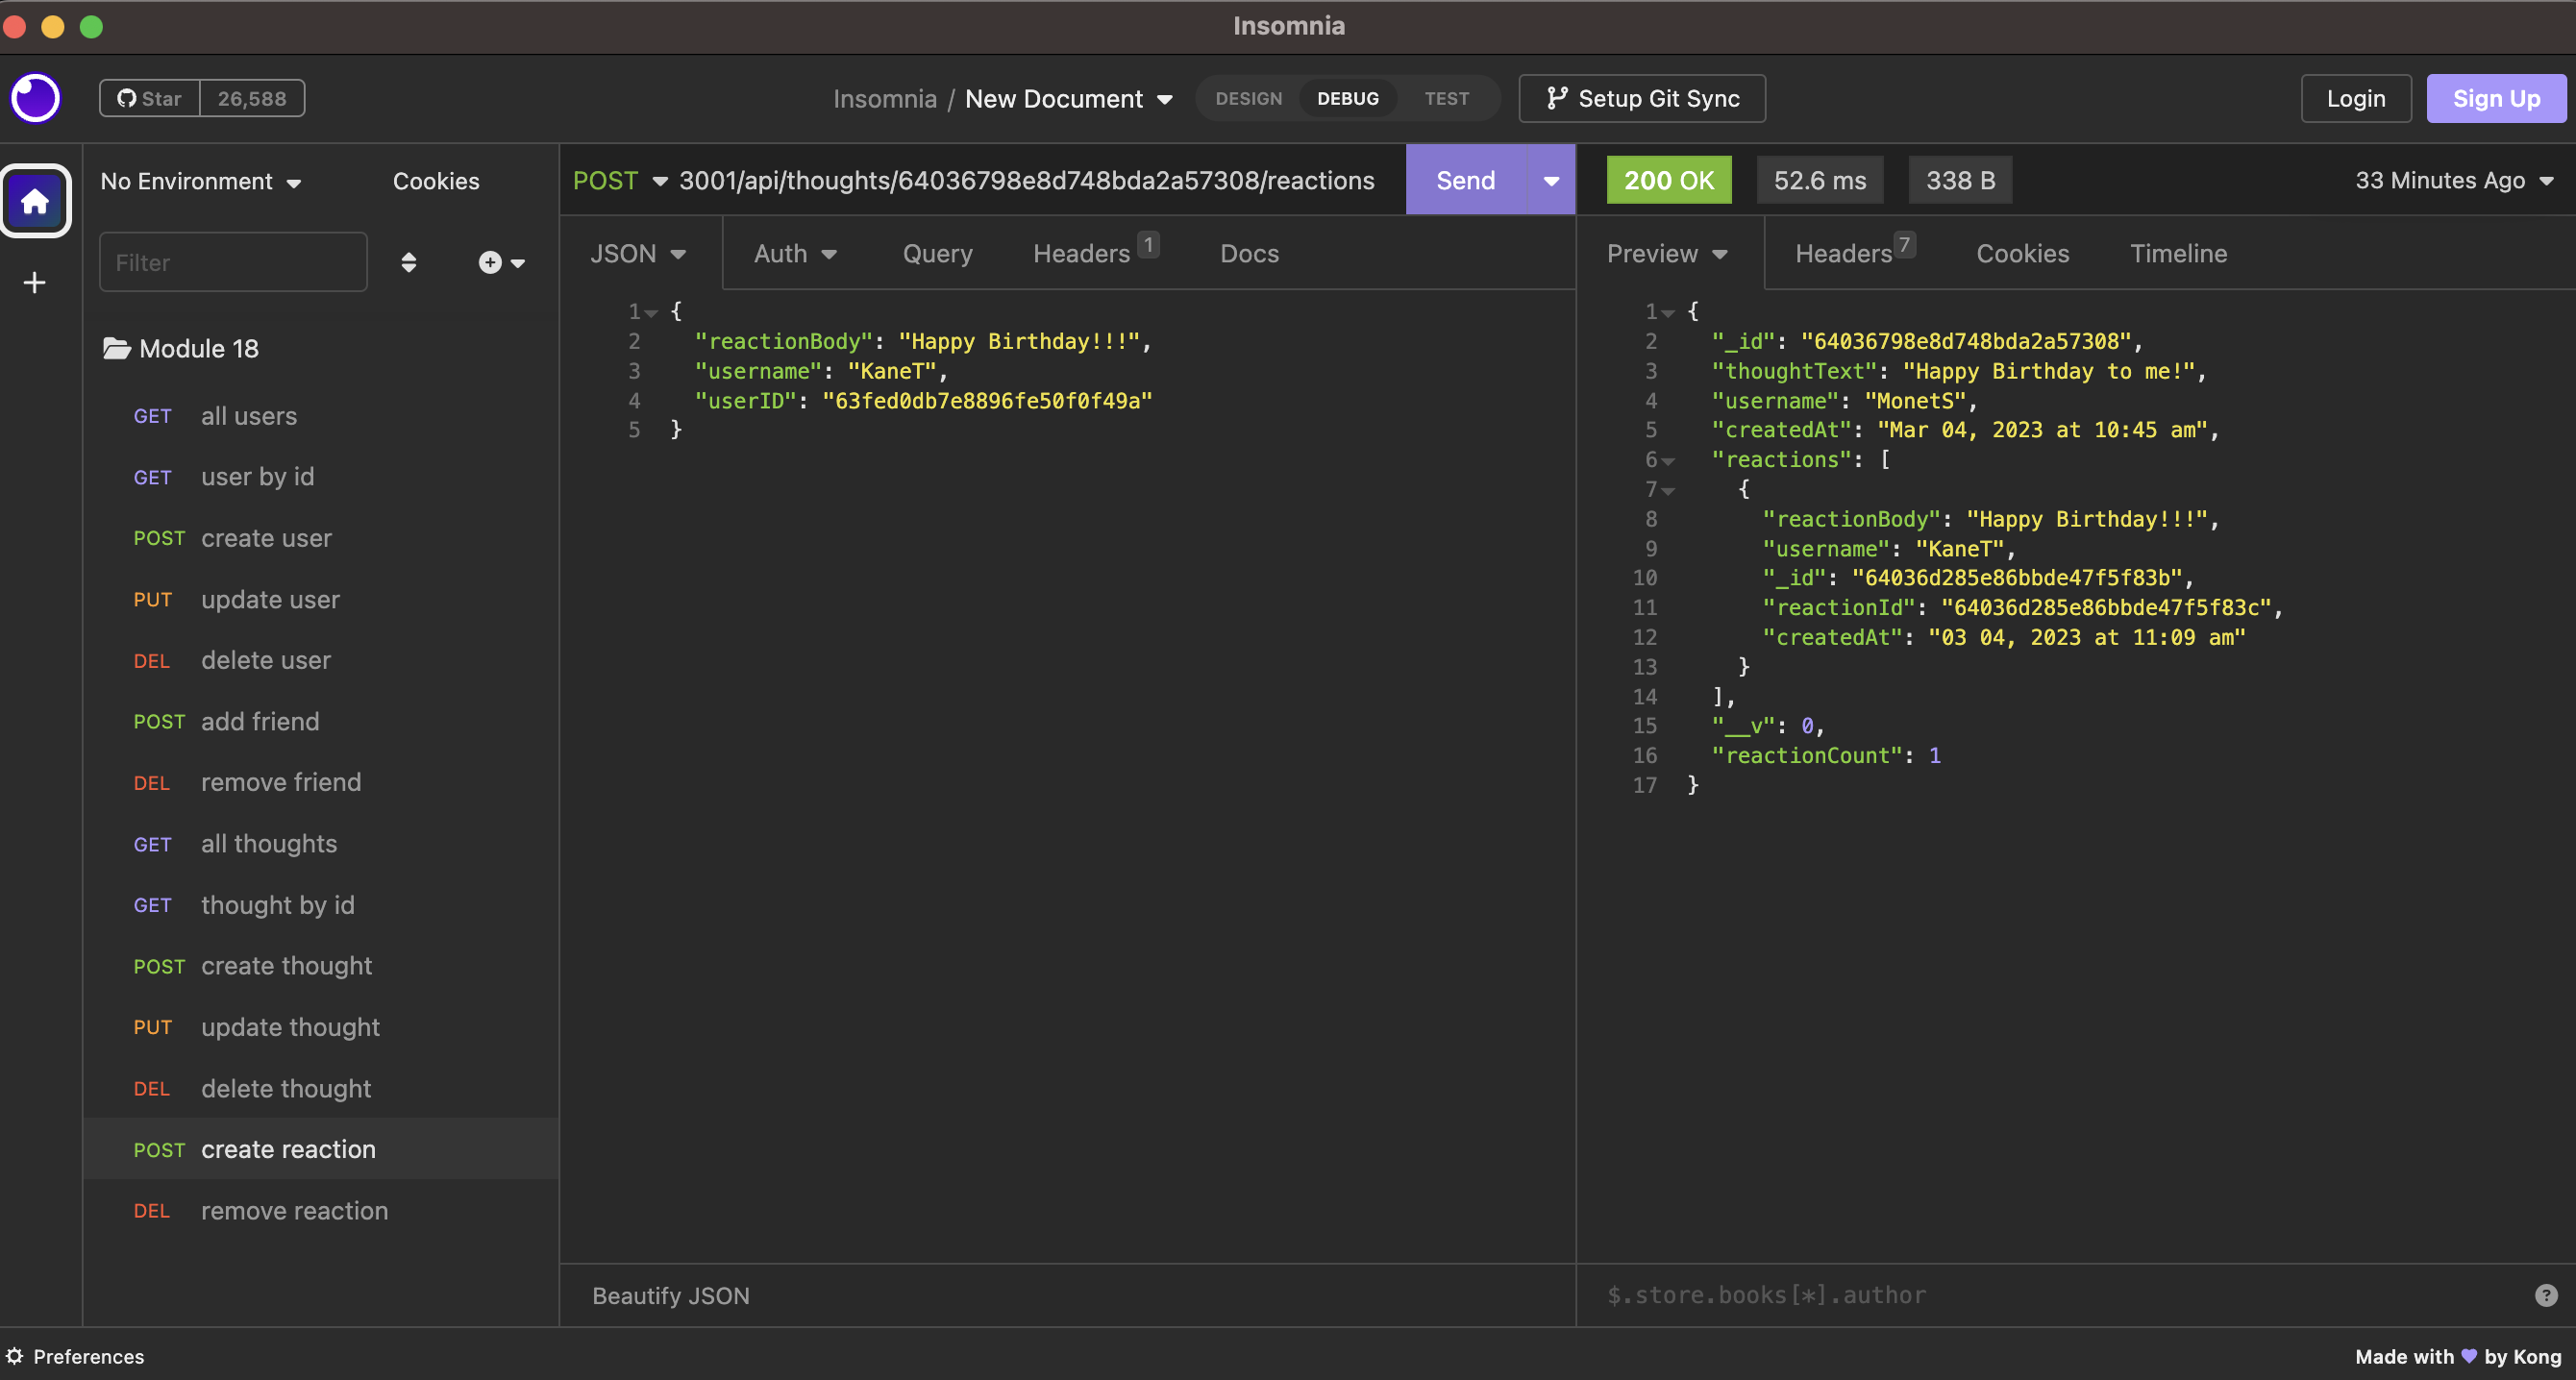 Insomnia
Star 26,588
Insomnia / New Document
DESIGN DEBUG TEST
Setup Git Sync
Login
Sign Up
No Environment
Cookies
Filter
Module 18
GET all users
GET user by id
POST create user
PUT update user
DEL delete user
POST add friend
DEL remove friend
GET all thoughts
GET thought by id
POST create thought
PUT update thought
DEL delete thought
POST create reaction
DEL remove reaction
POST 3001/api/thoughts/64036798e8d748bda2a57308/reactions Send
JSON Auth Query Headers 1 Docs
1 {
2 "reactionBody": "Happy Birthday!!!",
3 "username": "KaneT",
4 "userID": "63fed0db7e8896fe50f0f49a"
5 }
Beautify JSON
200 OK 52.6 ms 338 B 33 Minutes Ago
Preview Headers 7 Cookies Timeline
1 {
2 "_id": "64036798e8d748bda2a57308",
3 "thoughtText": "Happy Birthday to me!",
4 "username": "MonetS",
5 "createdAt": "Mar 04, 2023 at 10:45 am",
6 "reactions": [
7 {
8 "reactionBody": "Happy Birthday!!!",
9 "username": "KaneT",
10 "_id": "64036d285e86bbde47f5f83b",
11 "reactionId": "64036d285e86bbde47f5f83c",
12 "createdAt": "03 04, 2023 at 11:09 am"
13 }
14 ],
15 "__v": 0,
16 "reactionCount": 1
17 }
$.store.books[*].author
?
Preferences
Made with 💜 by Kong